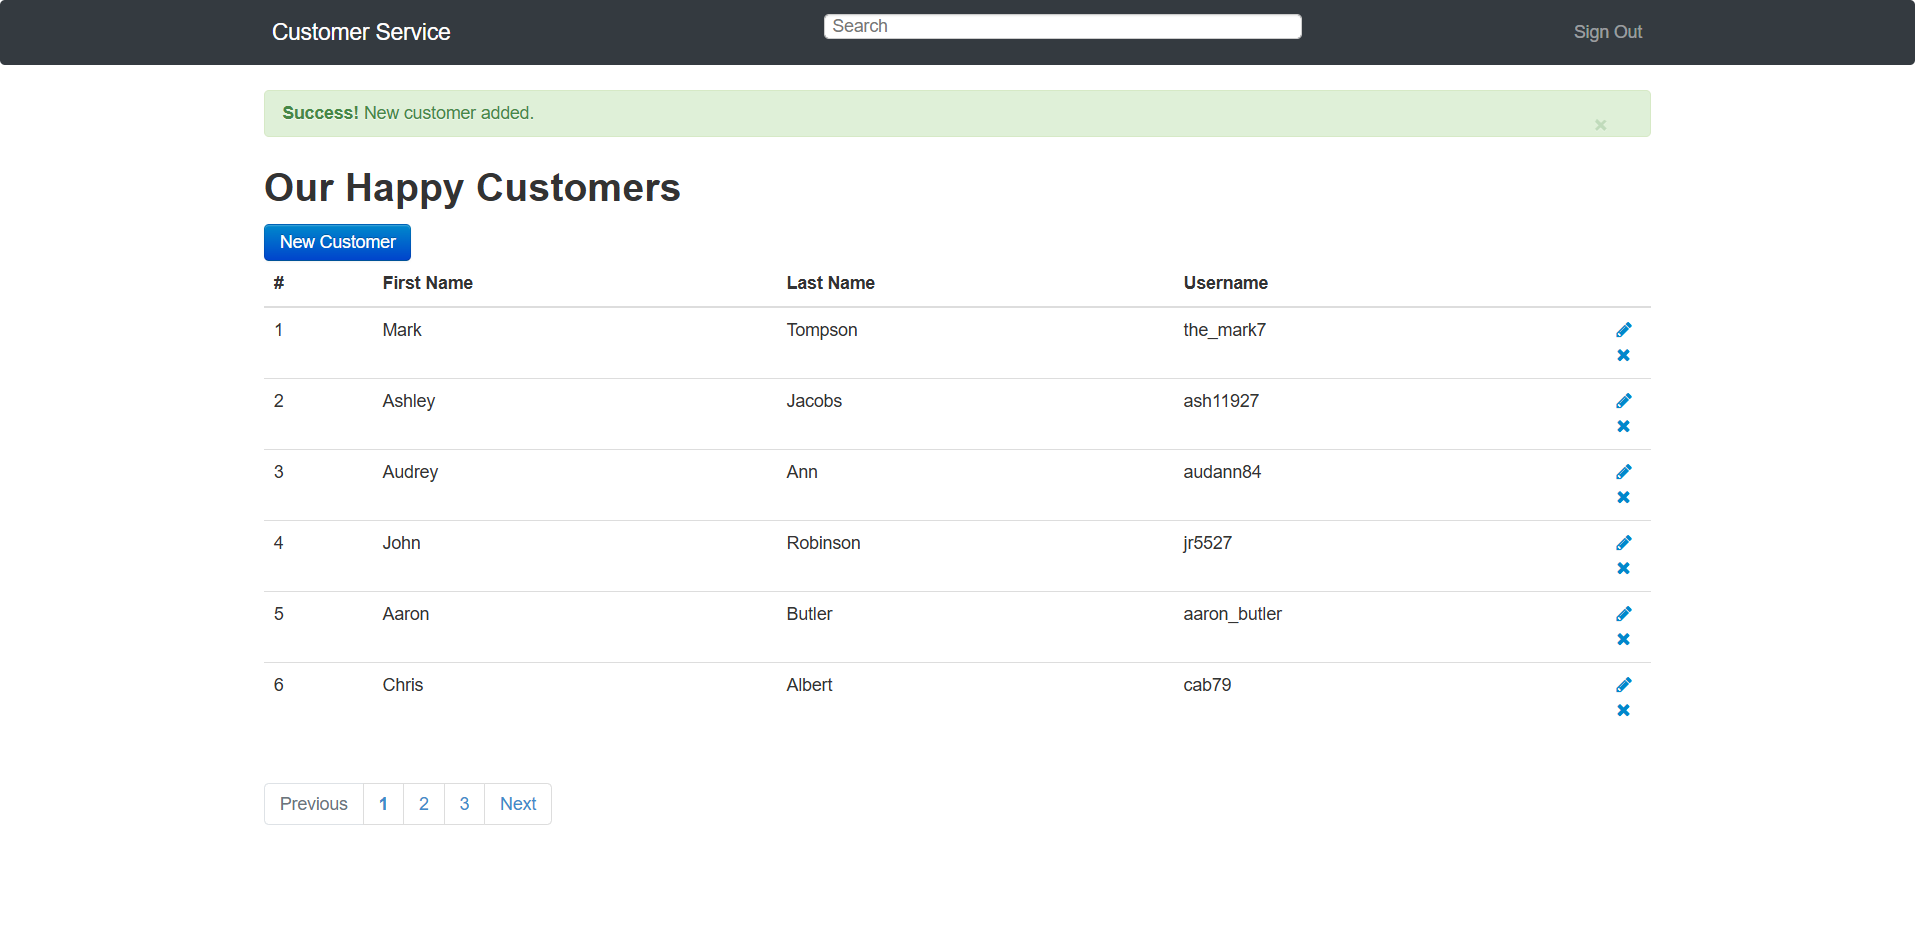 Customer Service Search Sign Out
Success! New customer added. ×
Our Happy Customers
New Customer
# First Name Last Name Username
1 Mark Tompson the_mark7
2 Ashley Jacobs ash11927
3 Audrey Ann audann84
4 John Robinson jr5527
5 Aaron Butler aaron_butler
6 Chris Albert cab79
Previous 1 2 3 Next